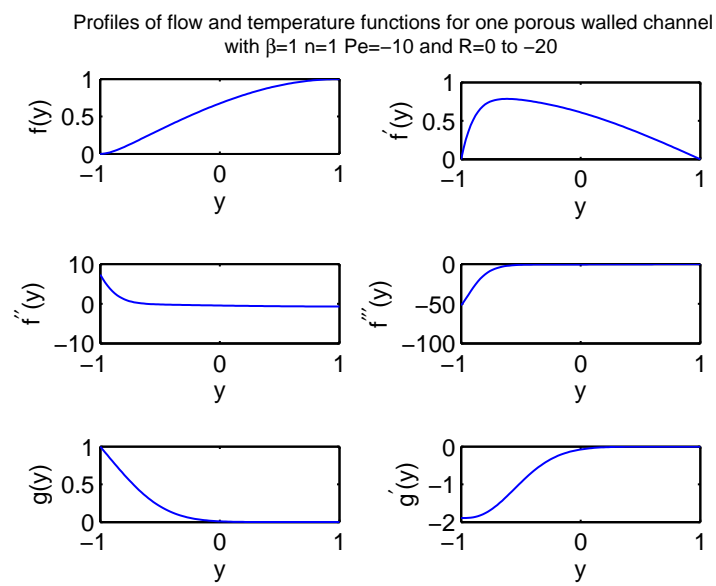 Profiles of flow and temperature functions for one porous walled channel
with β=1 n=1 Pe=−10 and R=0 to −20
f(y)
1
0.5
0
−1 0 1
y
f′(y)
1
0.5
0
−1 0 1
y
f′′(y)
10
0
−10
−1 0 1
y
f′′′(y)
0
−50
−100
−1 0 1
y
g(y)
1
0.5
0
−1 0 1
y
g′(y)
0
−1
−2
−1 0 1
y